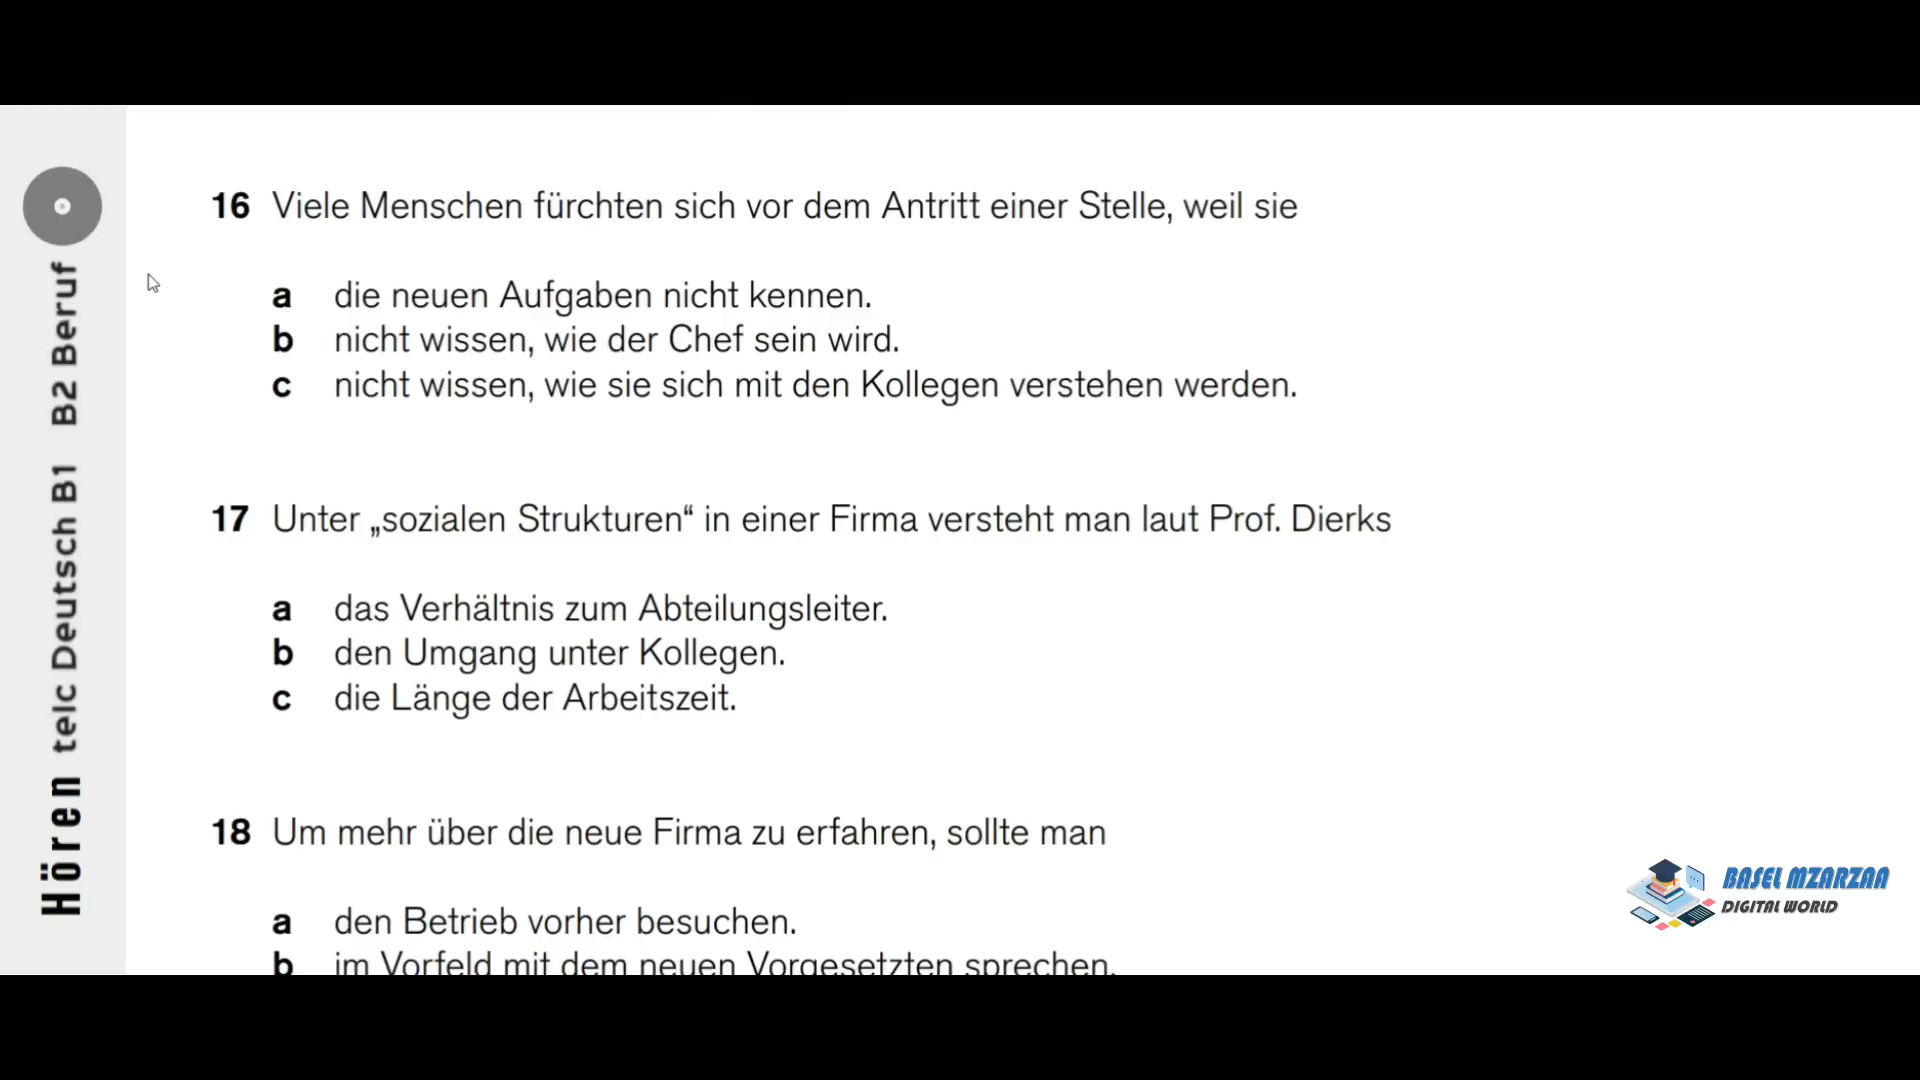 Hören telc Deutsch B1 B2 Beruf
16 Viele Menschen fürchten sich vor dem Antritt einer Stelle, weil sie
a die neuen Aufgaben nicht kennen.
b nicht wissen, wie der Chef sein wird.
c nicht wissen, wie sie sich mit den Kollegen verstehen werden.
17 Unter „sozialen Strukturen“ in einer Firma versteht man laut Prof. Dierks
a das Verhältnis zum Abteilungsleiter.
b den Umgang unter Kollegen.
c die Länge der Arbeitszeit.
18 Um mehr über die neue Firma zu erfahren, sollte man
a den Betrieb vorher besuchen.
b im Vorfeld mit dem neuen Vorgesetzten sprechen.
BASEL MZARZAA
DIGITAL WORLD